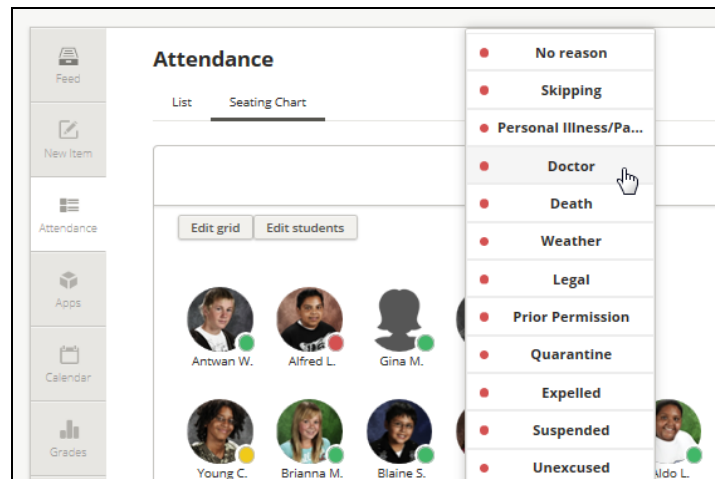 Feed
New Item
Attendance
Apps
Calendar
Grades
Attendance
List Seating Chart
Edit grid Edit students
Antwan W. Alfred L. Gina M.
Young C. Brianna M. Blaine S.
No reason
Skipping
Personal Illness/Pa...
Doctor
Death
Weather
Legal
Prior Permission
Quarantine
Expelled
Suspended
Unexcused
ldo L.